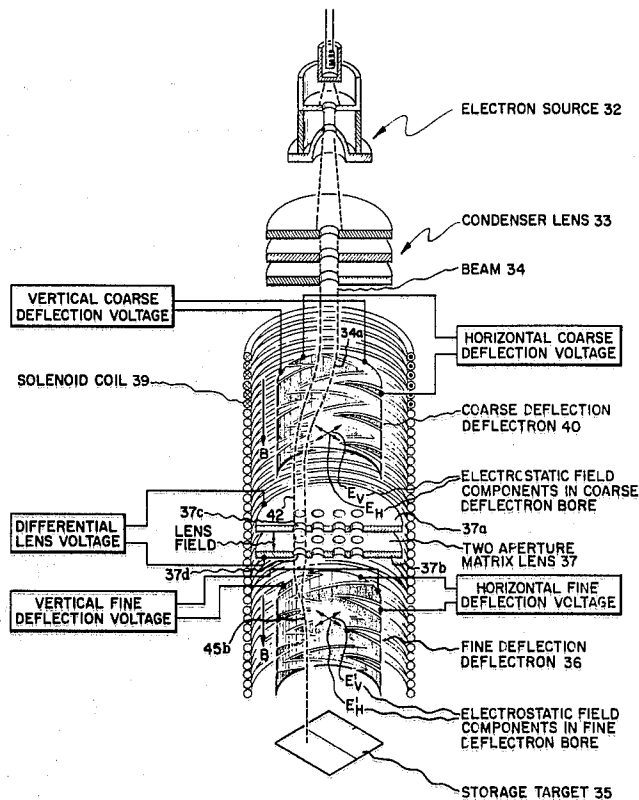 ELECTRON SOURCE 32
CONDENSER LENS 33
BEAM 34
VERTICAL COARSE
DEFLECTION VOLTAGE
34a
HORIZONTAL COARSE
DEFLECTION VOLTAGE
SOLENOID COIL 39
COARSE DEFLECTION
DEFLECTRON 40
B
EV
EH
ELECTROSTATIC FIELD
COMPONENTS IN COARSE
DEFLECTRON BORE
37c
42
37a
DIFFERENTIAL
LENS VOLTAGE
LENS
FIELD
TWO APERTURE
MATRIX LENS 37
37d
37b
VERTICAL FINE
DEFLECTION VOLTAGE
HORIZONTAL FINE
DEFLECTION VOLTAGE
45b
B
FINE DEFLECTION
DEFLECTRON 36
E'V
E'H
ELECTROSTATIC FIELD
COMPONENTS IN FINE
DEFLECTRON BORE
STORAGE TARGET 35